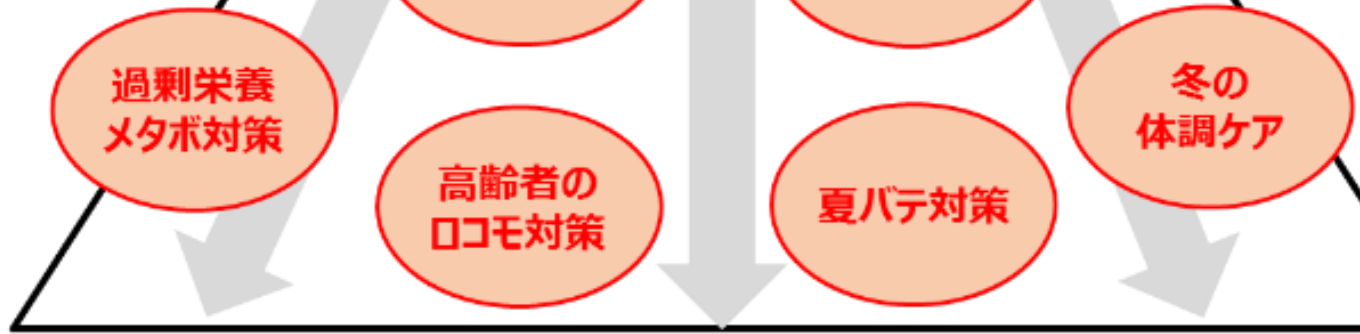 過剰栄養
メタボ対策
高齢者の
ロコモ対策
夏バテ対策
冬の
体調ケア